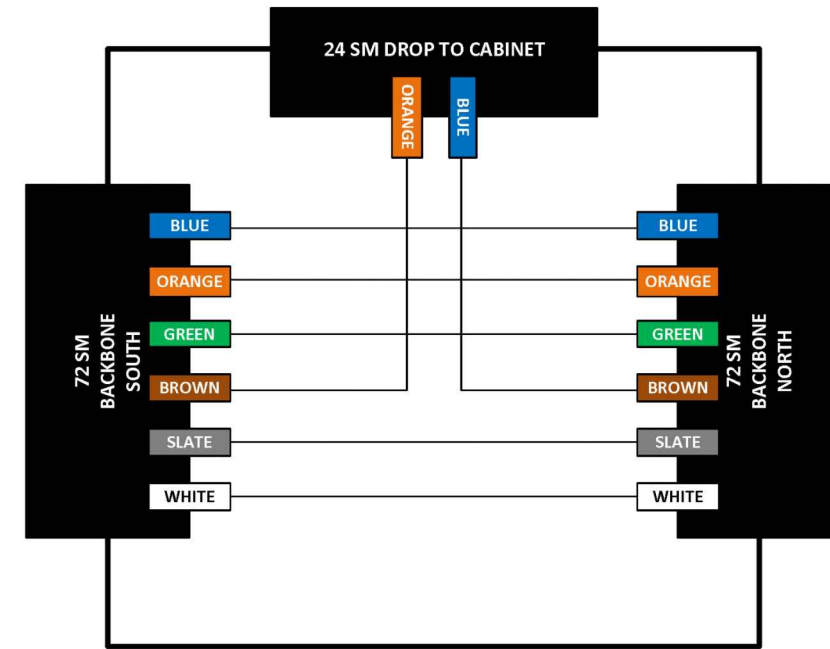 24 SM DROP TO CABINET
ORANGE
BLUE
72 SM
BACKBONE
SOUTH
BLUE
ORANGE
GREEN
BROWN
SLATE
WHITE
BLUE
ORANGE
GREEN
BROWN
SLATE
WHITE
72 SM
BACKBONE
NORTH